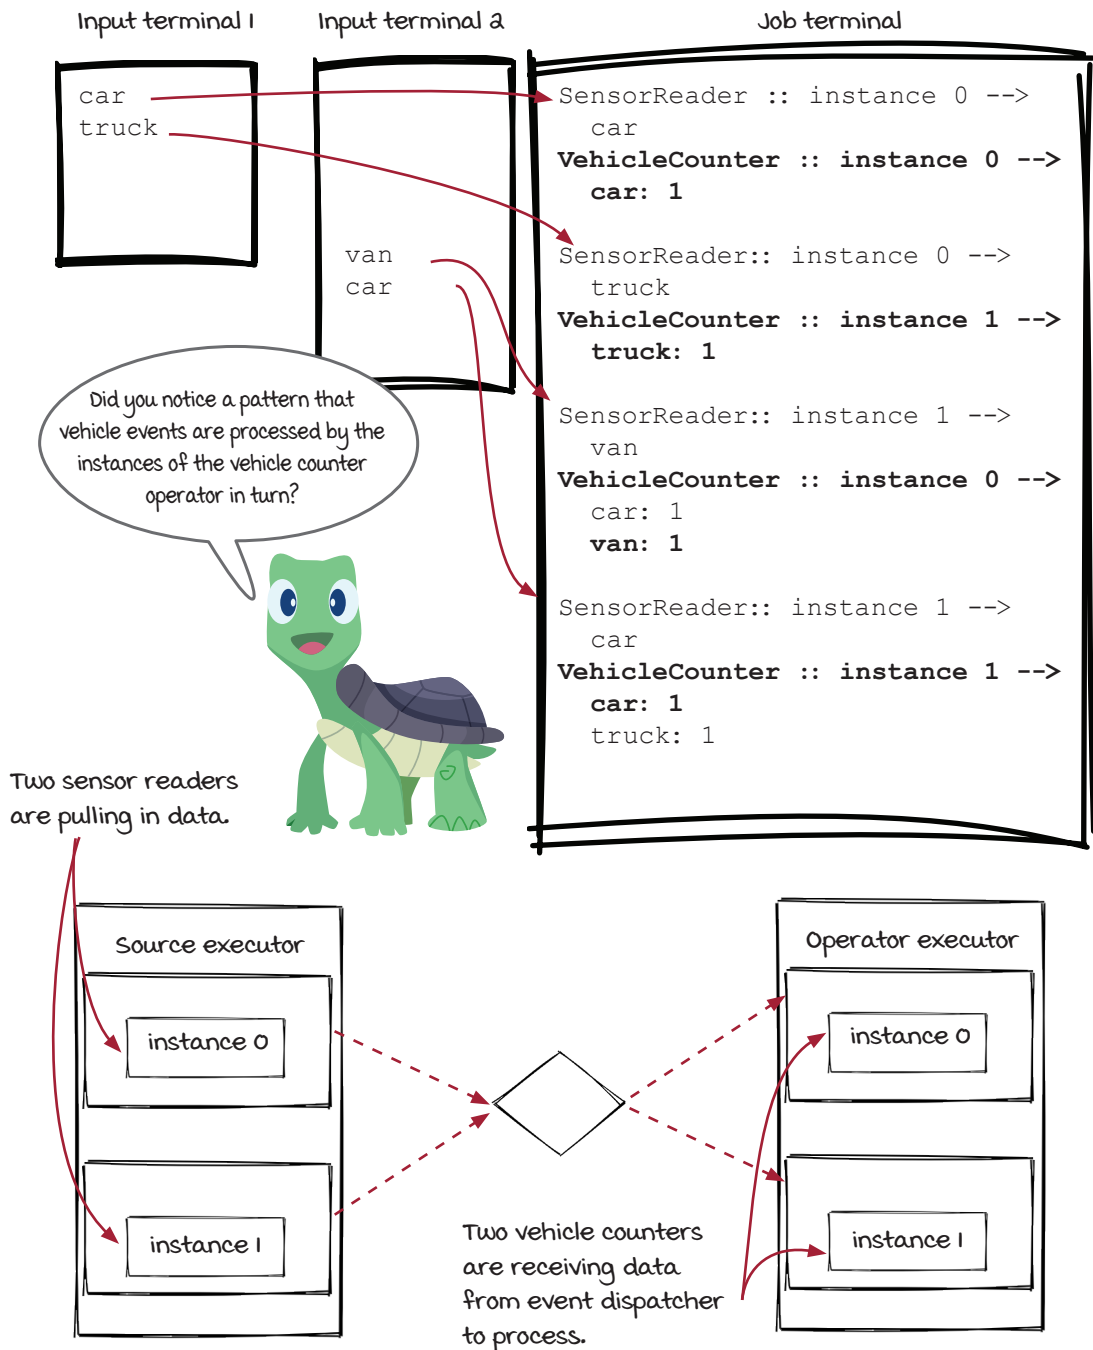 Input terminal 1
Input terminal 2
Job terminal
car
truck
van
car
SensorReader :: instance 0 -->
car
VehicleCounter :: instance 0 -->
car: 1
SensorReader:: instance 0 -->
truck
VehicleCounter :: instance 1 -->
truck: 1
SensorReader:: instance 1 -->
van
VehicleCounter :: instance 0 -->
car: 1
van: 1
SensorReader:: instance 1 -->
car
VehicleCounter :: instance 1 -->
car: 1
truck: 1
Did you notice a pattern that
vehicle events are processed by the
instances of the vehicle counter
operator in turn?
Two sensor readers
are pulling in data.
Source executor
instance 0
instance 1
Operator executor
instance 0
instance 1
Two vehicle counters
are receiving data
from event dispatcher
to process.